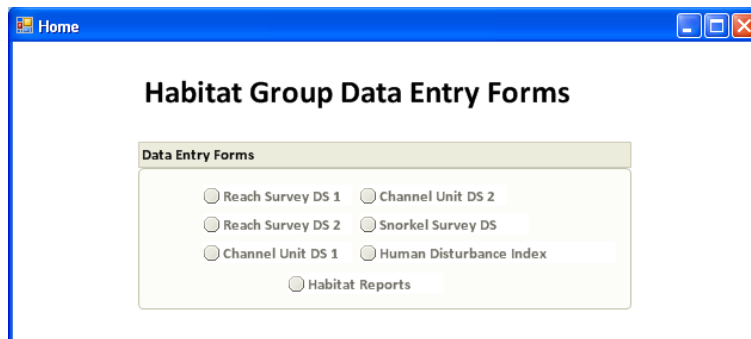 Home
Habitat Group Data Entry Forms
Data Entry Forms
Reach Survey DS 1 Channel Unit DS 2
Reach Survey DS 2 Snorkel Survey DS
Channel Unit DS 1 Human Disturbance Index
Habitat Reports